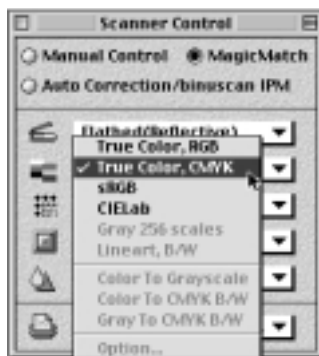 Scanner Control
Manual Control MagicMatch
Auto Correction/binuscan IPM
Flatbed(Reflective)
True Color, RGB
True Color, CMYK
sRGB
CIELab
Gray 256 scales
Lineart, B/W
Color To Grayscale
Color To CMYK B/W
Gray To CMYK B/W
Option...